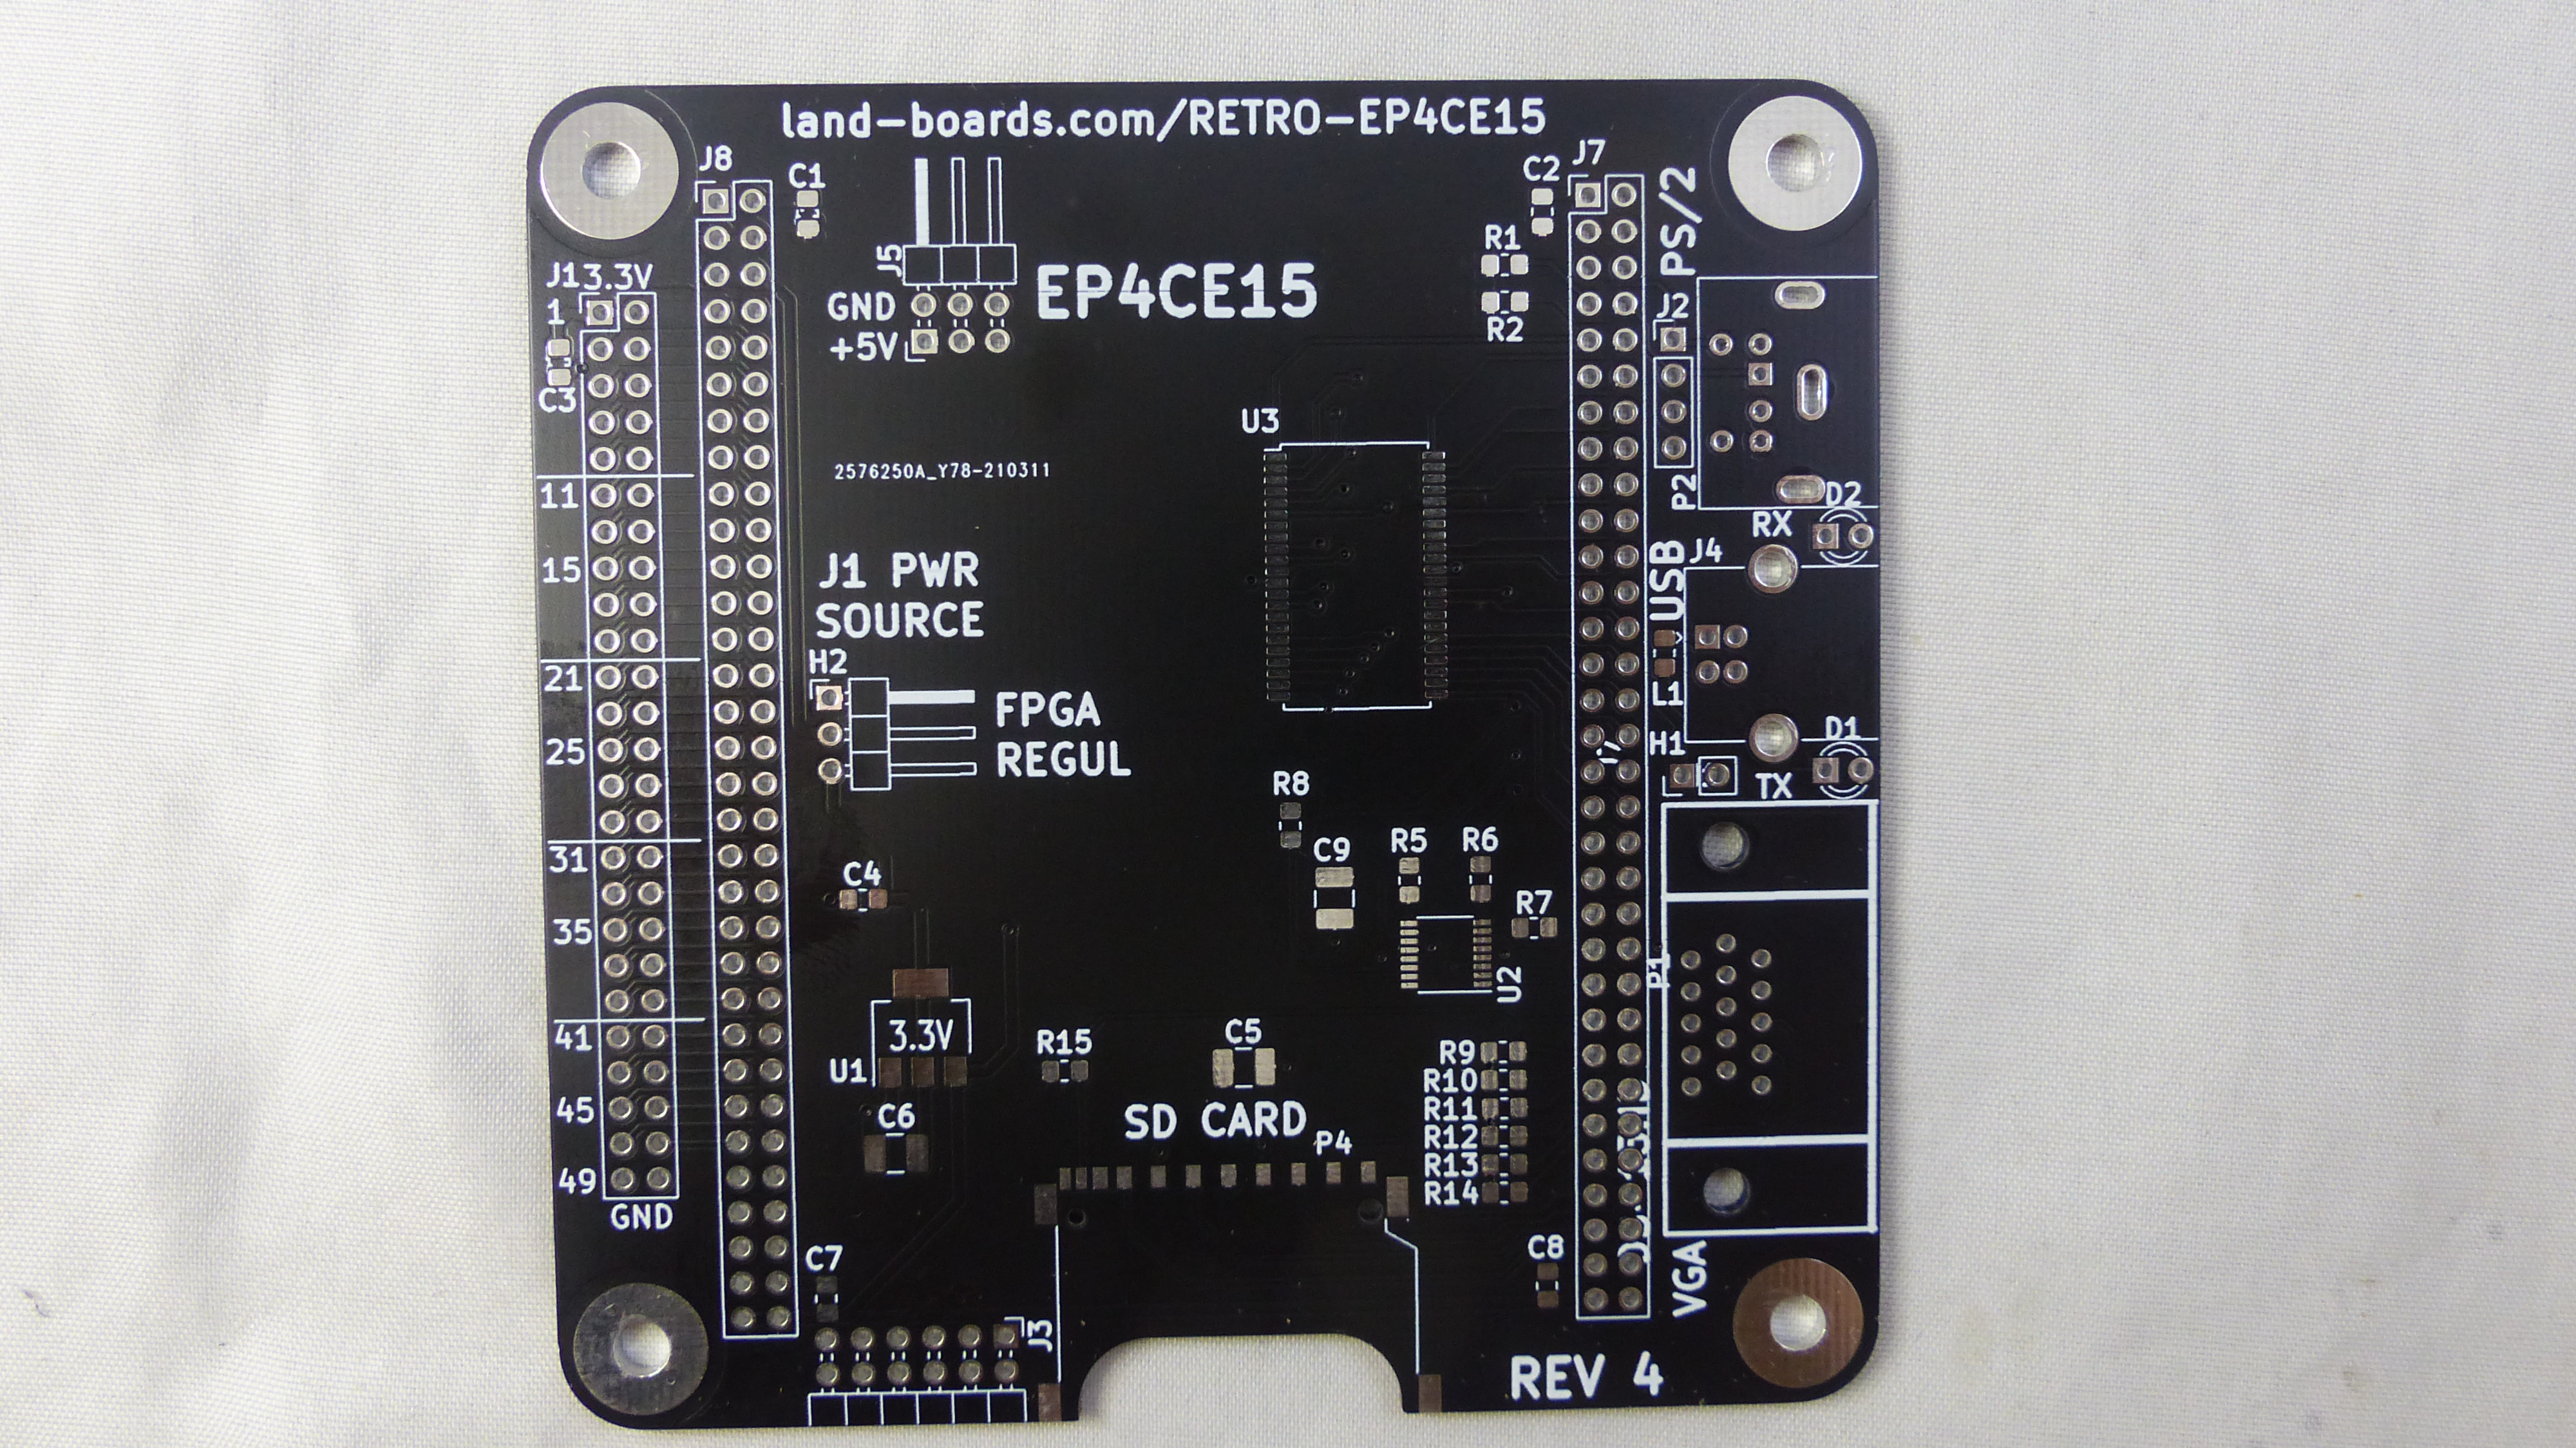 land-boards.com/RETRO-EP4CE15
J8
C1
C2
J7
PS/2
J5
R1
J1 3.3V
GND
EP4CE15
1
+5V
R2
J2
C3
U3
2576250A_Y78-210311
P2
D2
11
RX
J4
15
J1 PWR
SOURCE
USB
H2
21
L1
FPGA
REGUL
25
H1
D1
TX
R8
31
C4
C9
R5
R6
R7
35
P1
U2
3.3V
41
U1
R15
C5
R9
R10
R11
R12
R13
R14
45
C6
SD CARD
P4
49
GND
C7
C8
VGA
J3
REV 4